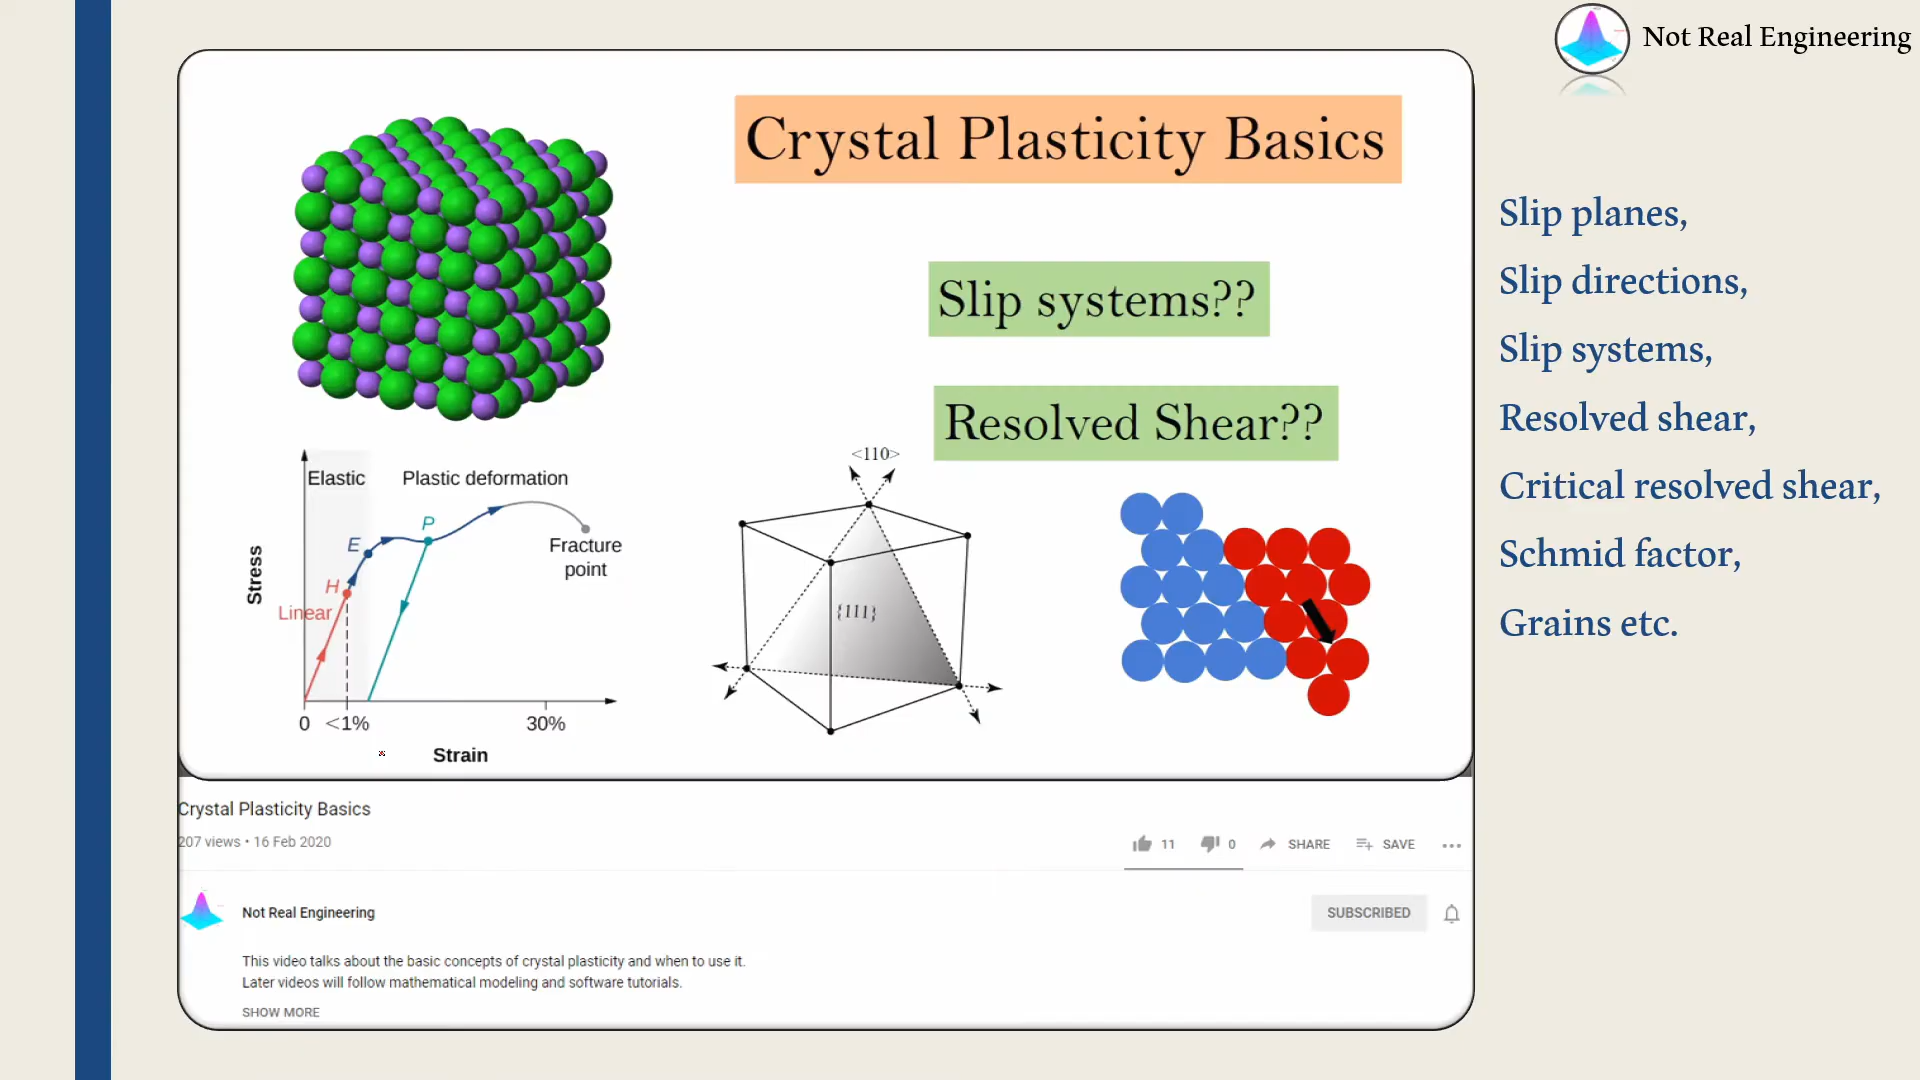 Not Real Engineering
Crystal Plasticity Basics
Slip systems??
Resolved Shear??
Elastic
Plastic deformation
P
E
H
Linear
Fracture
point
Stress
0
<1%
30%
Strain
<110>
{111}
Slip planes,
Slip directions,
Slip systems,
Resolved shear,
Critical resolved shear,
Schmid factor,
Grains etc.
Crystal Plasticity Basics
207 views • 16 Feb 2020
11
0
SHARE
SAVE
Not Real Engineering
SUBSCRIBED
This video talks about the basic concepts of crystal plasticity and when to use it.
Later videos will follow mathematical modeling and software tutorials.
SHOW MORE